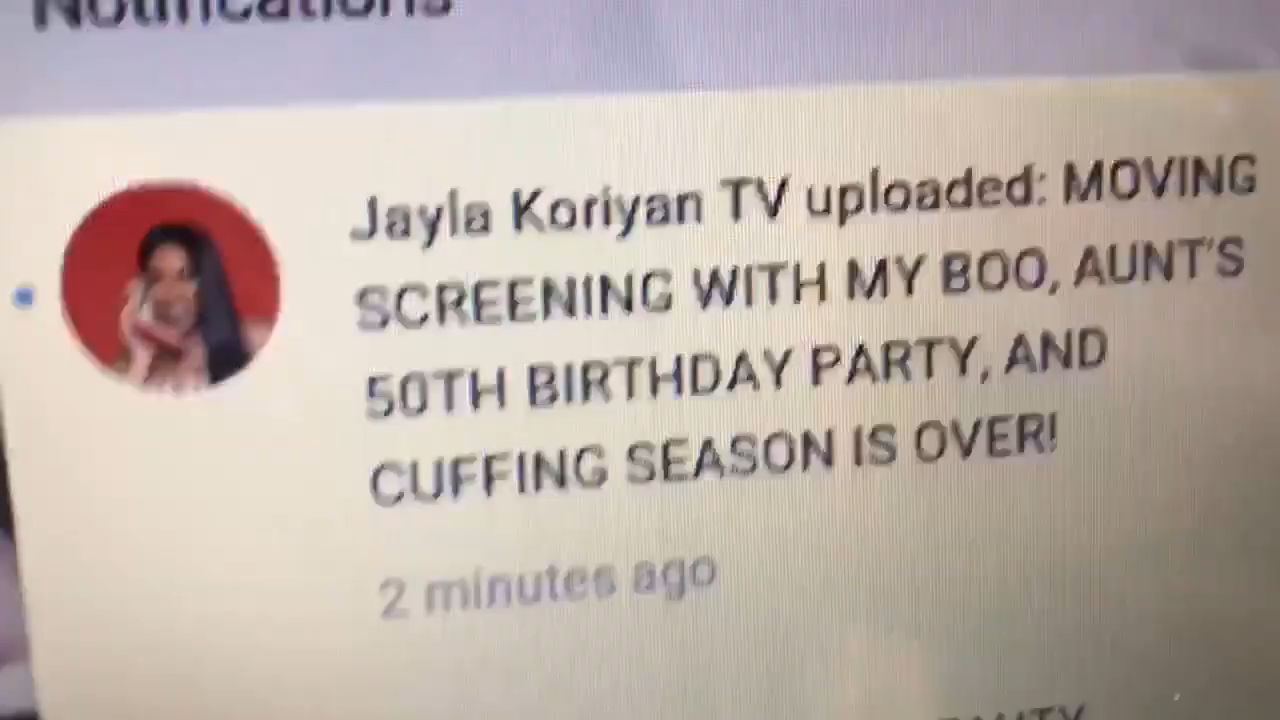 Notifications
Jayla Koriyan TV uploaded: MOVING
SCREENING WITH MY BOO, AUNT'S
50TH BIRTHDAY PARTY, AND
CUFFING SEASON IS OVER!
2 minutes ago